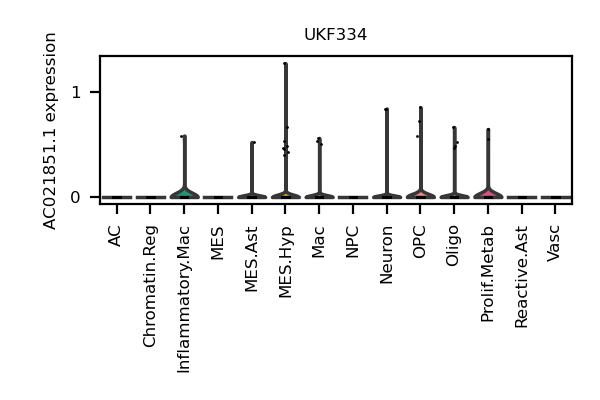 UKF334
AC021851.1 expression
1
0
AC
Chromatin.Reg
Inflammatory.Mac
MES
MES.Ast
MES.Hyp
Mac
NPC
Neuron
OPC
Oligo
Prolif.Metab
Reactive.Ast
Vasc